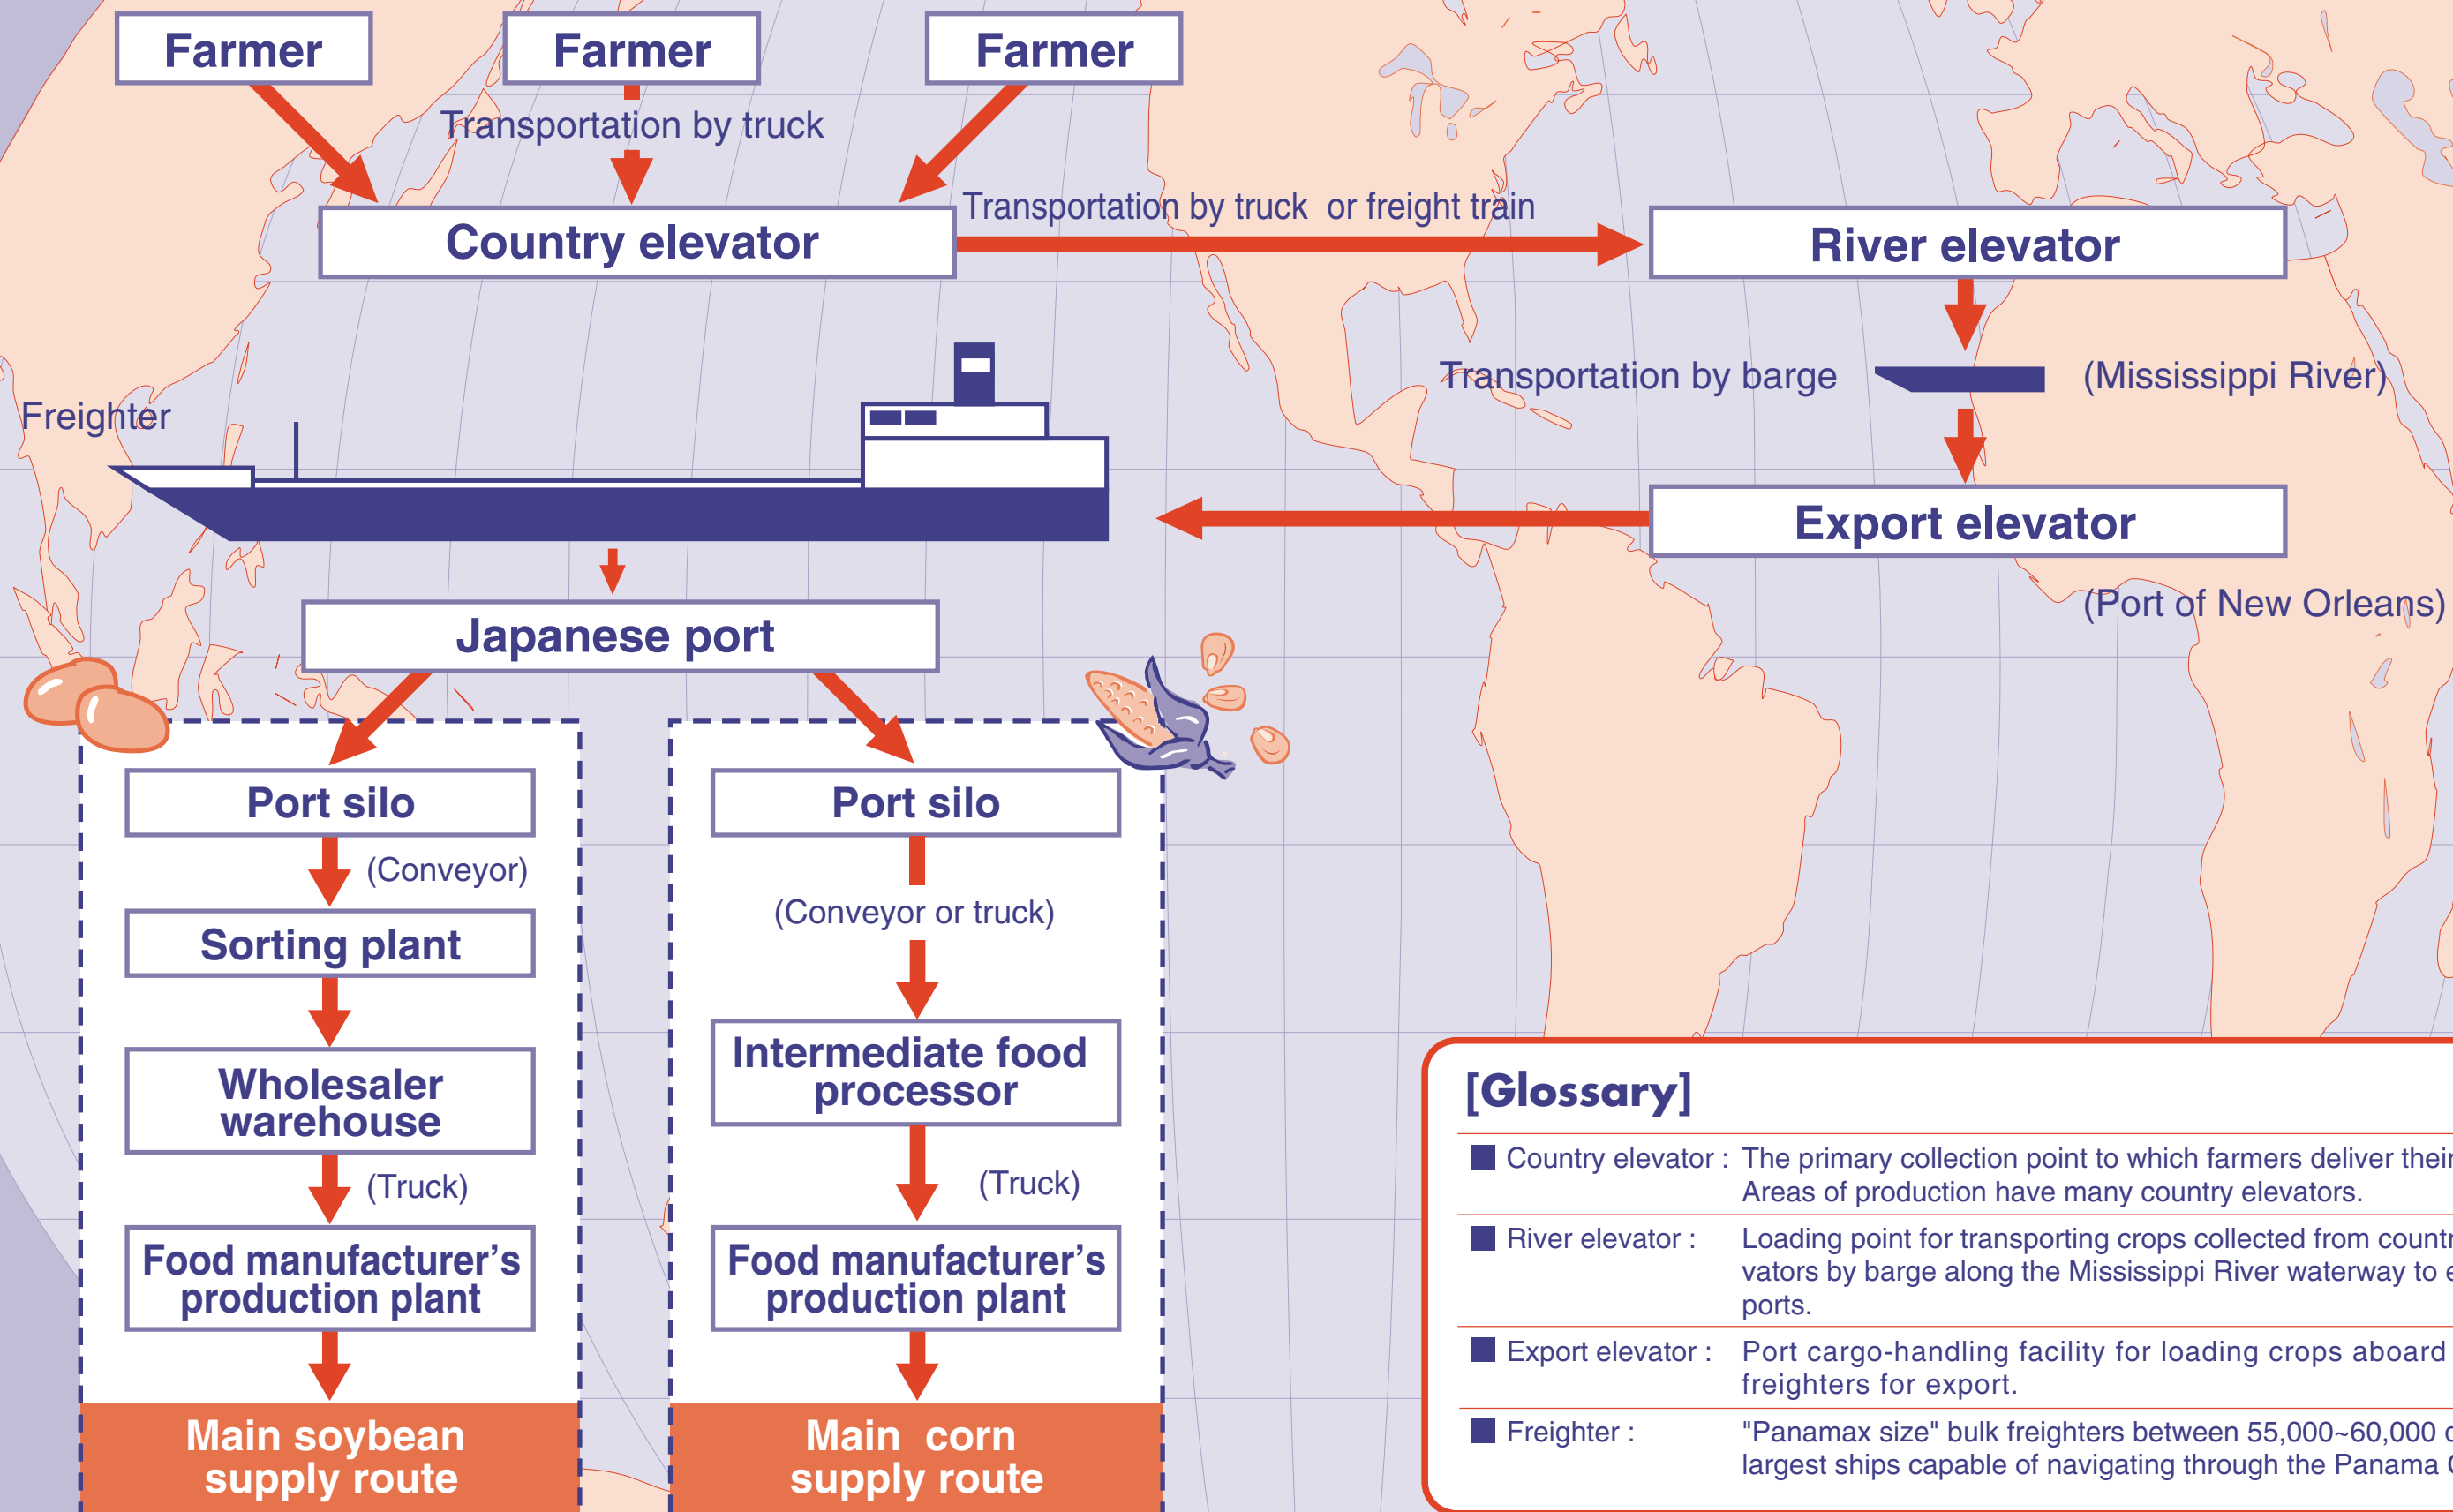 Farmer
Farmer
Farmer
Transportation by truck
Country elevator
Transportation by truck or freight train
River elevator
Transportation by barge
(Mississippi River)
Export elevator
(Port of New Orleans)
Freighter
Japanese port
Port silo
(Conveyor)
Sorting plant
Wholesaler
warehouse
(Truck)
Food manufacturer’s
production plant
Main soybean
supply route
Port silo
(Conveyor or truck)
Intermediate food
processor
(Truck)
Food manufacturer’s
production plant
Main corn
supply route
[Glossary]
Country elevator : The primary collection point to which farmers deliver their
Areas of production have many country elevators.
River elevator : Loading point for transporting crops collected from
vators by barge along the Mississippi River waterway to
ports.
Export elevator : Port cargo-handling facility for loading crops aboard
freighters for export.
Freighter : "Panamax size" bulk freighters between 55,000~60,000
largest ships capable of navigating through the Panama